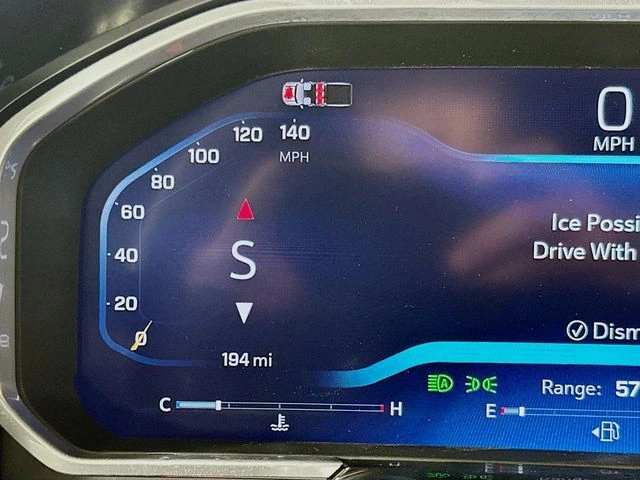 0
MPH
120 140
100
MPH
80
60
40
20
0
S
194 mi
Ice Possi
Drive With
Dism
A
Range: 57
C H
E